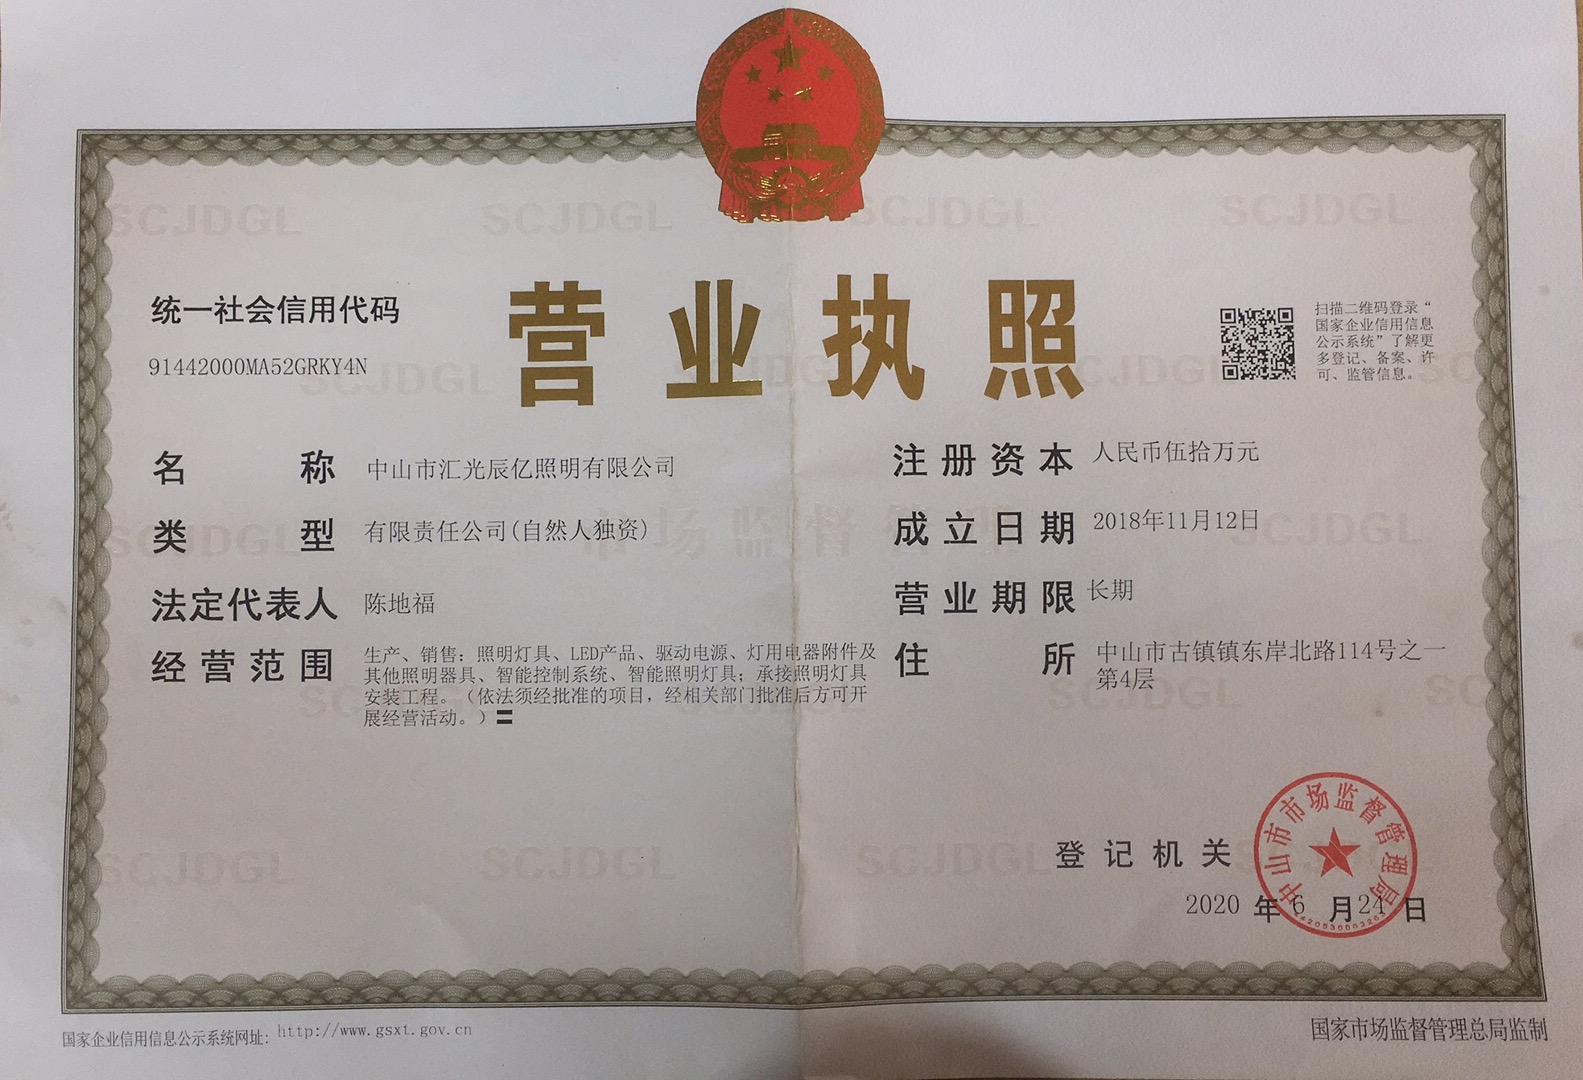 统一社会信用代码
91442000MA52GRKY4N
营业执照
扫描二维码登录“
国家企业信用信息
公示系统”了解更
多登记、备案、许
可、监管信息。
名称 中山市汇光辰亿照明有限公司
类型 有限责任公司(自然人独资)
法定代表人 陈地福
经营范围 生产、销售：照明灯具、LED产品、驱动电源、灯用电器附件及
其他照明器具、智能控制系统、智能照明灯具；承接照明灯具
安装工程。（依法须经批准的项目，经相关部门批准后方可开
展经营活动。）〓
注册资本 人民币伍拾万元
成立日期 2018年11月12日
营业期限 长期
住所 中山市古镇镇东岸北路114号之一
第4层
登记机关
中山市市场监督管理局
2020 年 6 月 24 日
国家企业信用信息公示系统网址: http://www.gsxt.gov.cn
国家市场监督管理总局监制
SCJDGL
市场监督管理